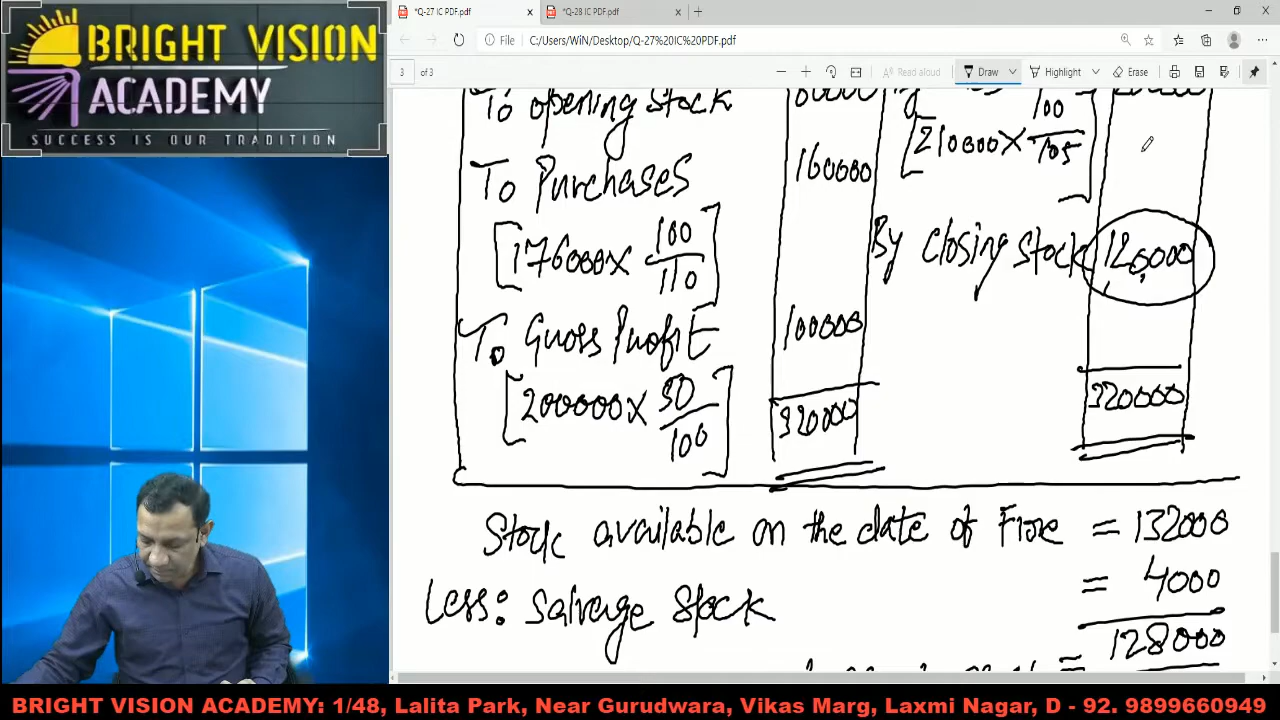 *Q-27 IC PDF.pdf
*Q-28 IC PDF.pdf
File C:/Users/WiN/Desktop/Q-27%20IC%20PDF.pdf
3 of 3 Read aloud Draw Highlight Erase
BRIGHT VISION
ACADEMY
SUCCESS IS OUR TRADITION
To opening Stock
100
[210000 × 105]
To Purchases 160000
[176000 × 100
110]
By closing stock 120000
To Gross Profit 100000
[200000 × 50
100]
320000 320000
Stock available on the date of Fire = 132000
Less: Salvage Stock = 4000
128000
BRIGHT VISION ACADEMY: 1/48, Lalita Park, Near Gurudwara, Vikas Marg, Laxmi Nagar, D - 92. 9899660949